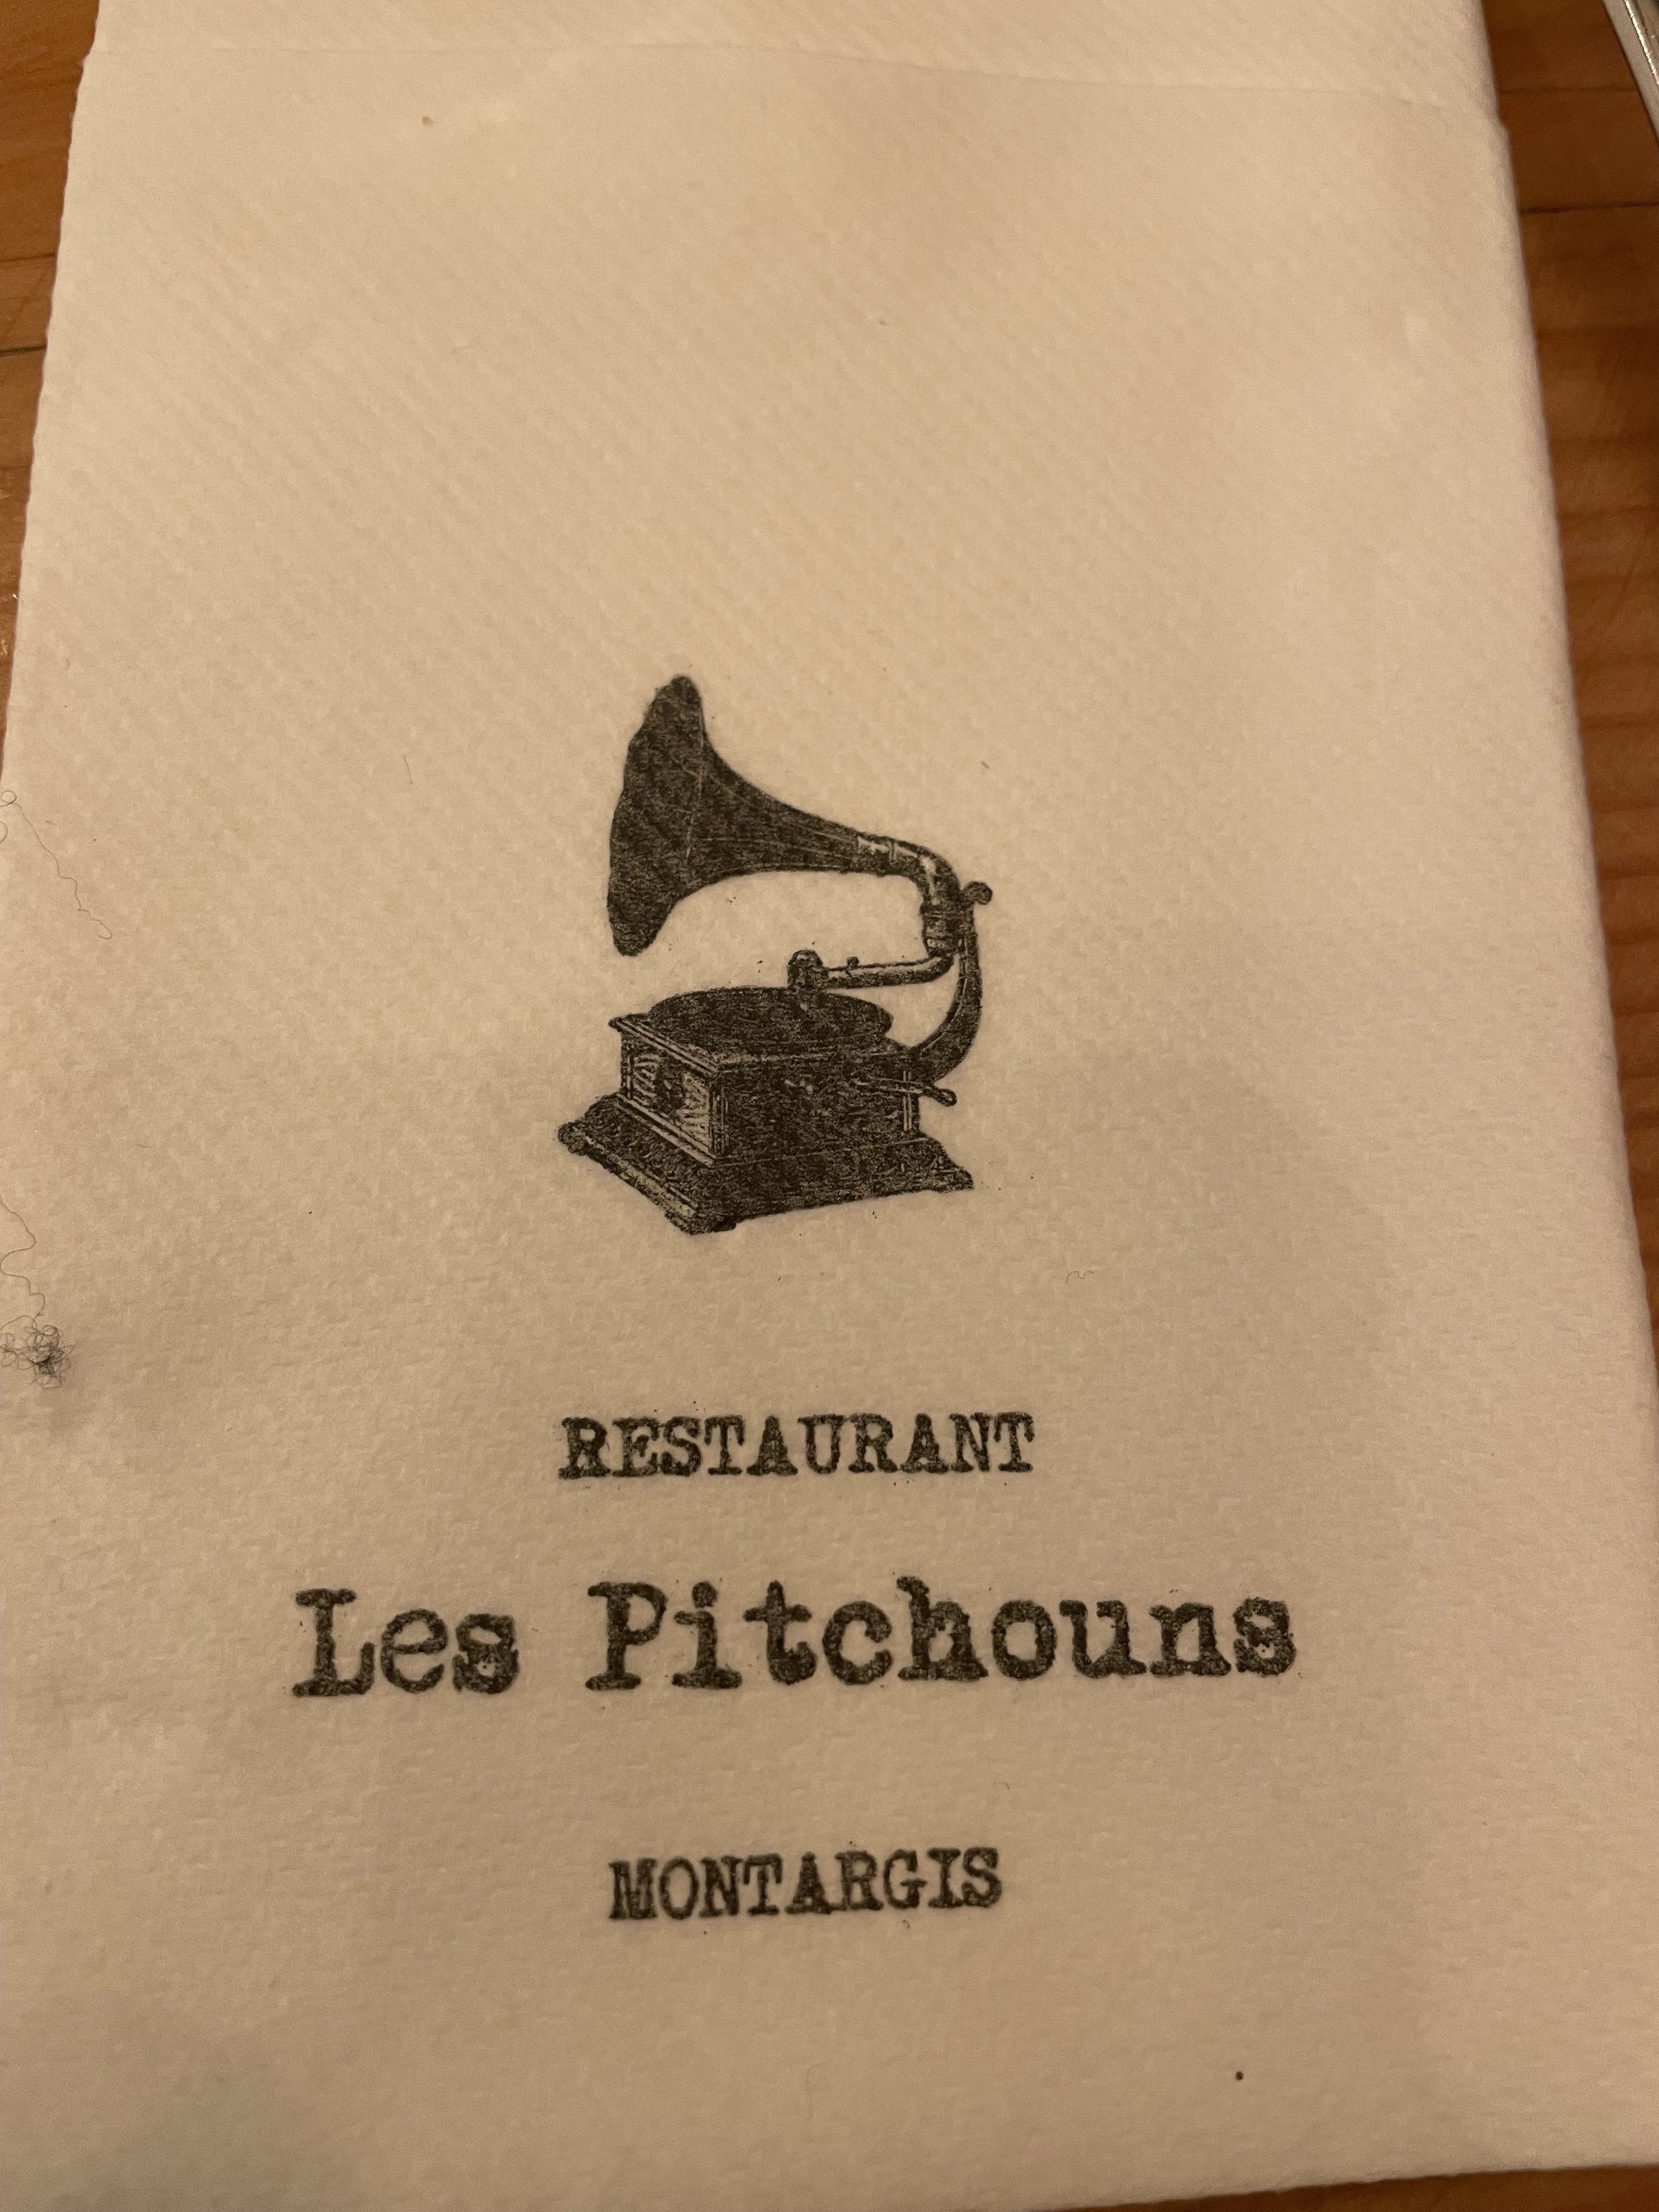 RESTAURANT
Les Pitchouns
MONTARGIS